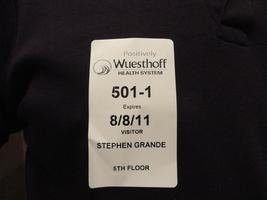 Positively
Wuesthoff
HEALTH SYSTEM
501-1
Expires
8/8/11
VISITOR
STEPHEN GRANDE
5TH FLOOR